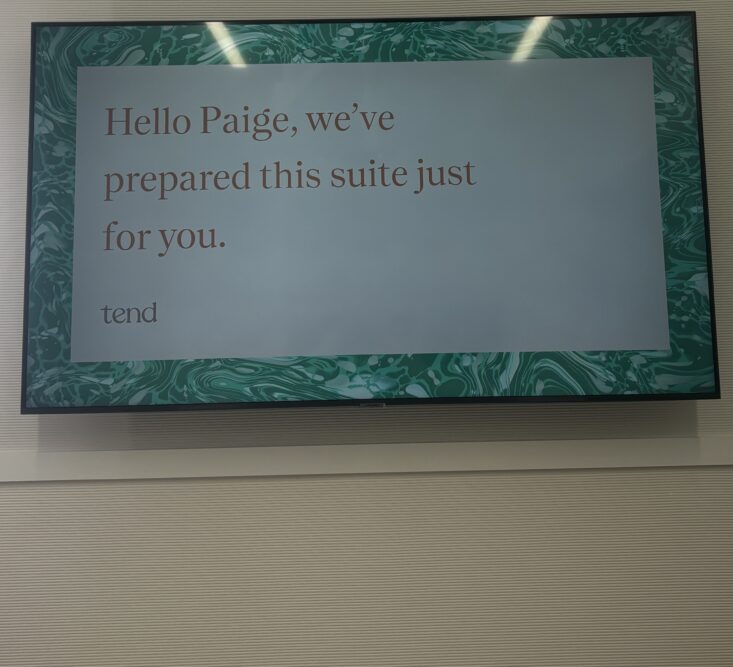 Hello Paige, we’ve
prepared this suite just
for you.
tend